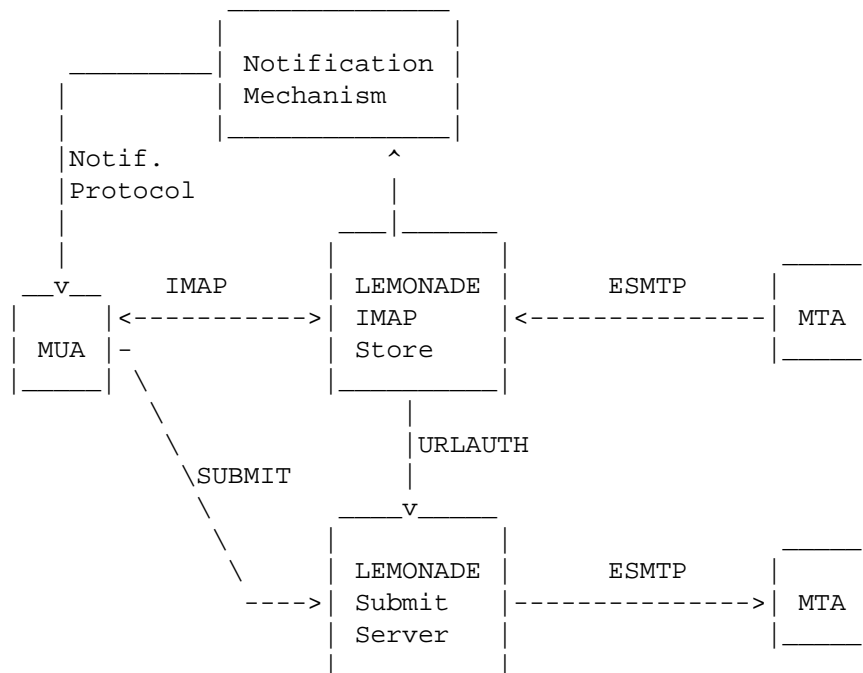 Notification
Mechanism
Notif.
Protocol
IMAP
LEMONADE
ESMTP
MUA
IMAP
MTA
Store
URLAUTH
SUBMIT
LEMONADE
ESMTP
Submit
MTA
Server